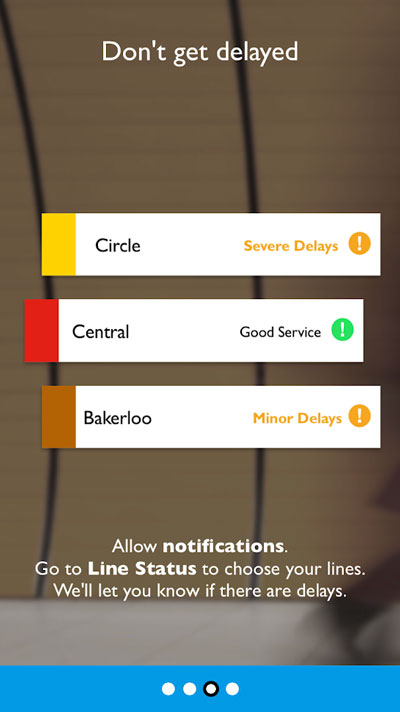 Don't get delayed
Circle Severe Delays !
Central Good Service !
Bakerloo Minor Delays !
Allow notifications.
Go to Line Status to choose your lines.
We'll let you know if there are delays.